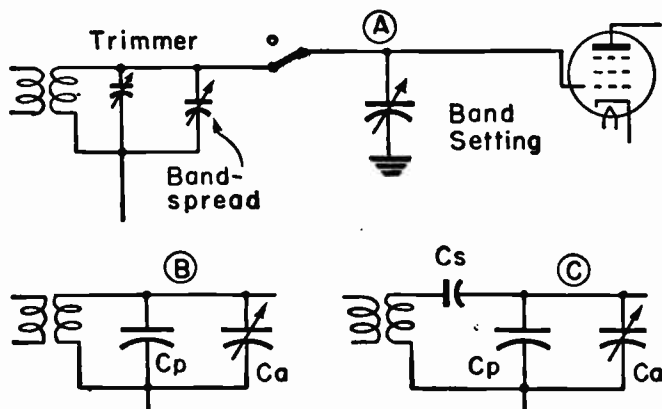 Trimmer
A
Band
Setting
Band-
spread
B
Cp
Ca
Cs
C
Cp
Ca